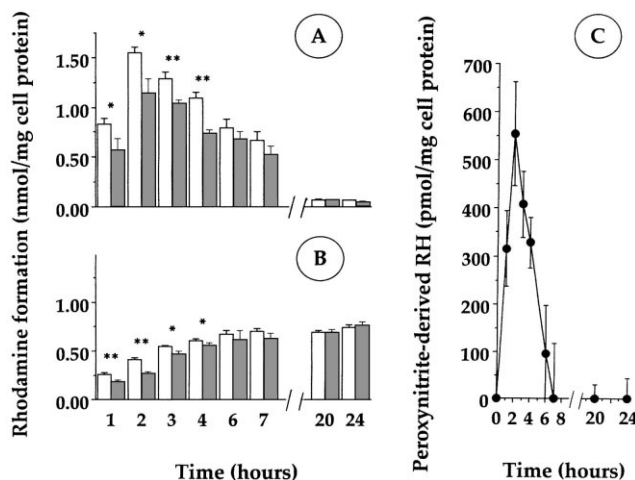 Rhodamine formation (nmol/mg cell protein)
A
1.50
1.00
0.50
0.00
*
*
**
**
B
1.00
0.50
0.00
**
**
*
*
1 2 3 4 6 7 20 24
Time (hours)
C
Peroxynitrite-derived RH (pmol/mg cell protein)
700
600
500
400
300
200
100
0
0 2 4 6 8 20 24
Time (hours)